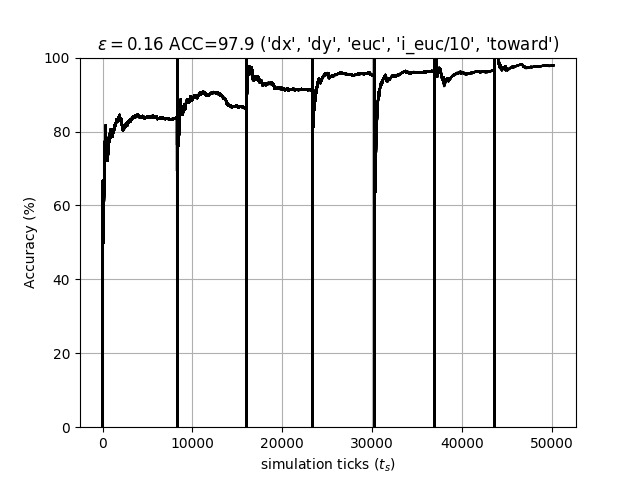 ε = 0.16 ACC=97.9 ('dx', 'dy', 'euc', 'i_euc/10', 'toward')
100
80
60
40
20
0
Accuracy (%)
0 10000 20000 30000 40000 50000
simulation ticks (tₛ)